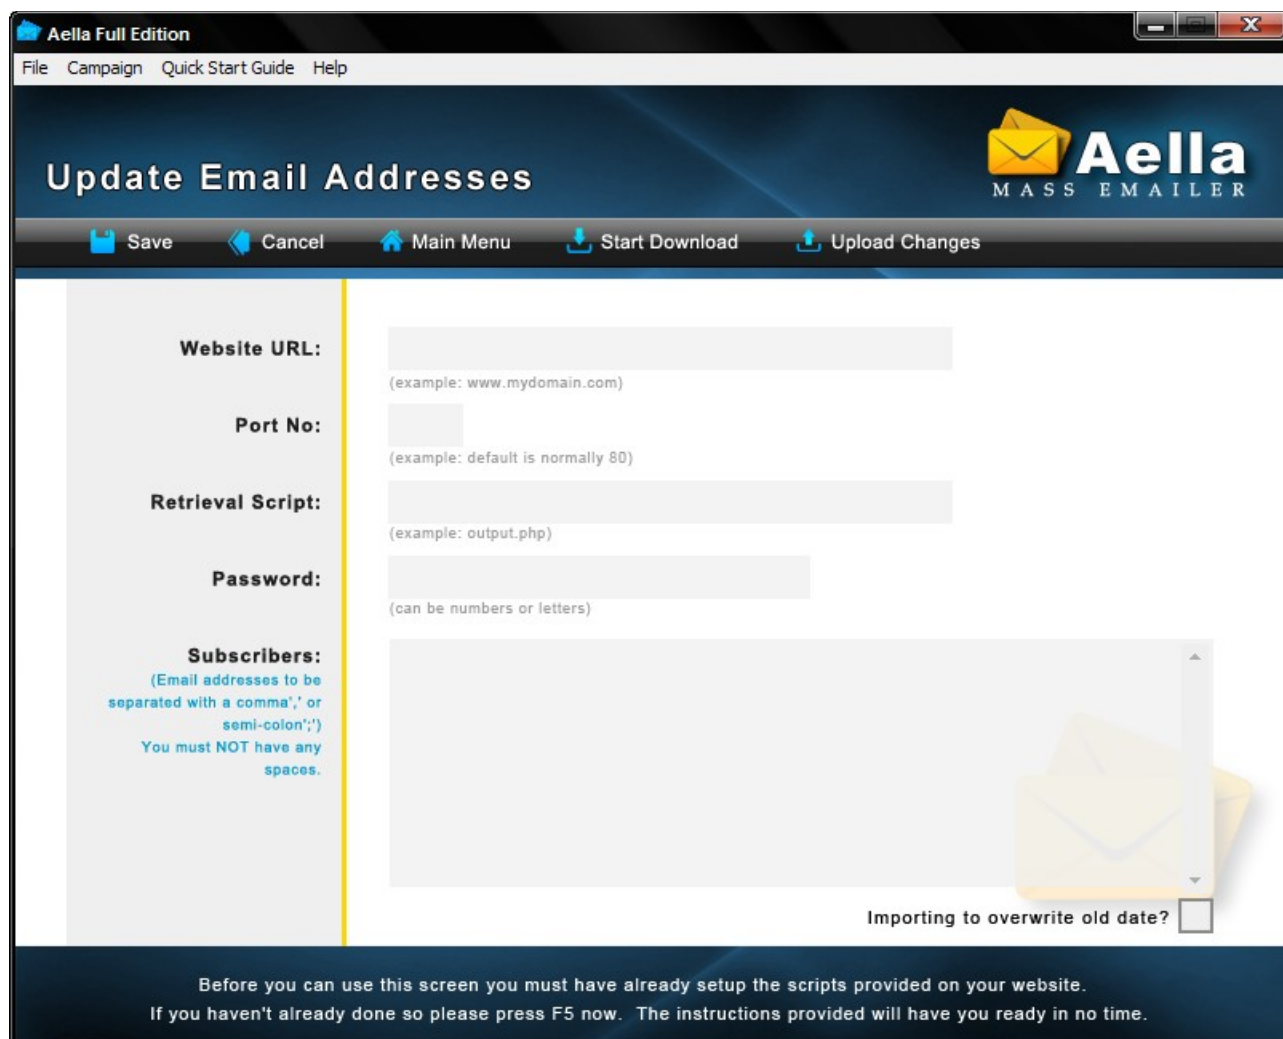 Aella Full Edition
File Campaign Quick Start Guide Help
Update Email Addresses
Aella
MASS EMAILER
Save Cancel Main Menu Start Download Upload Changes
Website URL:
(example: www.mydomain.com)
Port No:
(example: default is normally 80)
Retrieval Script:
(example: output.php)
Password:
(can be numbers or letters)
Subscribers:
(Email addresses to be
separated with a comma',' or
semi-colon';')
You must NOT have any
spaces.
Importing to overwrite old date?
Before you can use this screen you must have already setup the scripts provided on your website.
If you haven't already done so please press F5 now. The instructions provided will have you ready in no time.